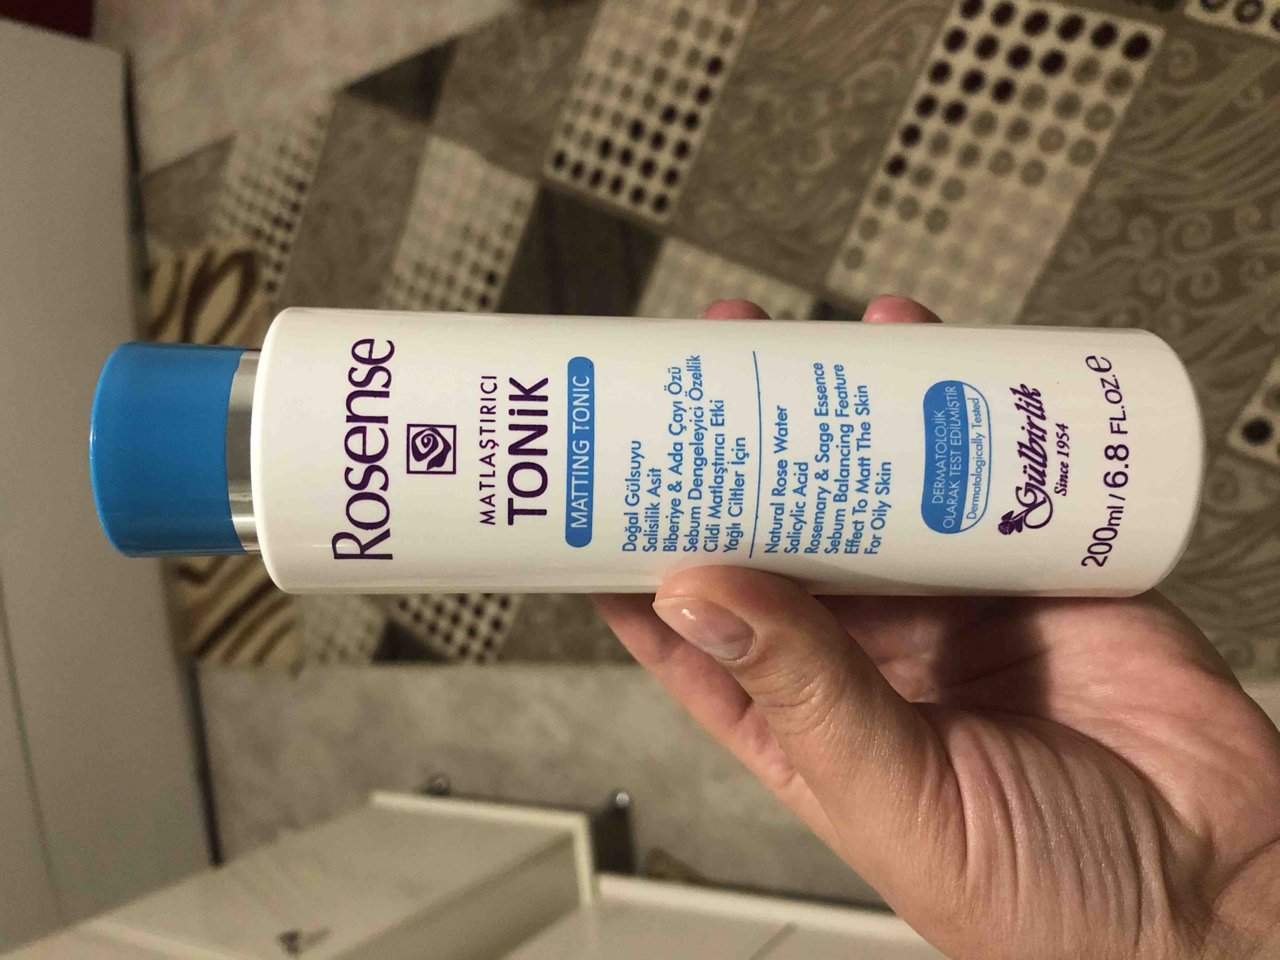 Rosense
MATLAŞTIRICI
TONİK
MATTING TONIC
Doğal Gülsuyu
Salisilik Asit
Biberiye & Ada Çayı Özü
Sebum Dengeleyici Özellik
Cildi Matlaştırıcı Etki
Yağlı Ciltler İçin
Natural Rose Water
Salicylic Acid
Rosemary & Sage Essence
Sebum Balancing Feature
Effect To Matt The Skin
For Oily Skin
DERMATOLOJİK
OLARAK TEST EDİLMİŞTİR
Dermatologically Tested
Gülbirlik
Since 1954
200ml/ 6.8 FL.OZ.e